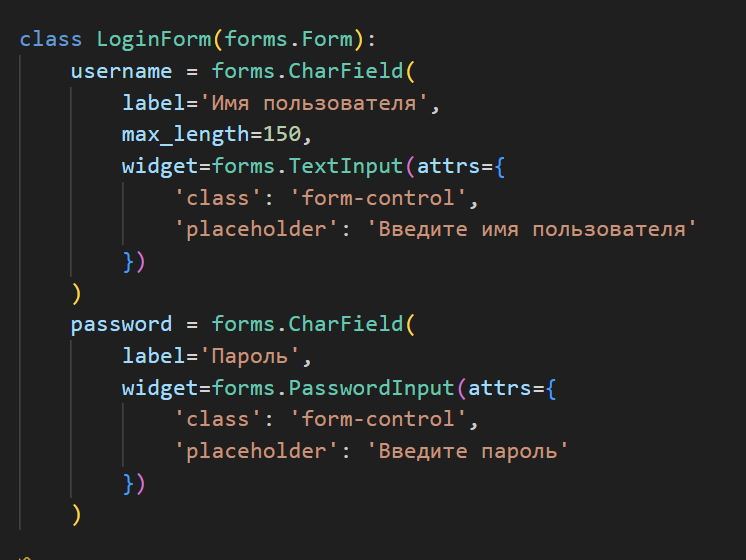 class LoginForm(forms.Form):
    username = forms.CharField(
        label='Имя пользователя',
        max_length=150,
        widget=forms.TextInput(attrs={
            'class': 'form-control',
            'placeholder': 'Введите имя пользователя'
        })
    )
    password = forms.CharField(
        label='Пароль',
        widget=forms.PasswordInput(attrs={
            'class': 'form-control',
            'placeholder': 'Введите пароль'
        })
    )